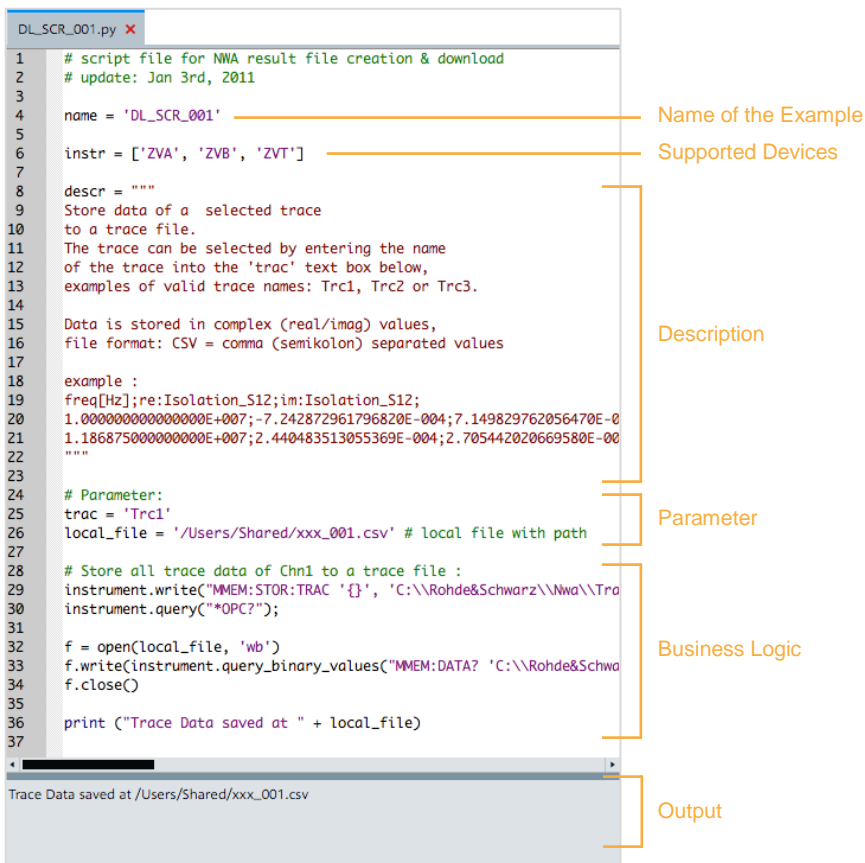 DL_SCR_001.py ×
1 # script file for NWA result file creation & download
2 # update: Jan 3rd, 2011
3
4 name = 'DL_SCR_001'
Name of the Example
5
6 instr = ['ZVA', 'ZVB', 'ZVT']
Supported Devices
7
8 descr = """
9 Store data of a  selected trace
10 to a trace file.
11 The trace can be selected by entering the name
12 of the trace into the 'trac' text box below,
13 examples of valid trace names: Trc1, Trc2 or Trc3.
14
15 Data is stored in complex (real/imag) values,
16 file format: CSV = comma (semikolon) separated values
17
18 example :
19 freq[Hz];re:Isolation_S12;im:Isolation_S12;
20 1.000000000000000E+007;-7.242872961796820E-004;7.149829762056470E-0
21 1.186875000000000E+007;2.440483513055369E-004;2.705442020669580E-00
22 """
23
Description
24 # Parameter:
25 trac = 'Trc1'
26 local_file = '/Users/Shared/xxx_001.csv' # local file with path
27
Parameter
28 # Store all trace data of Chn1 to a trace file :
29 instrument.write("MMEM:STOR:TRAC '{}', 'C:\\Rohde&Schwarz\\Nwa\\Tra
30 instrument.query("*OPC?");
31
32 f = open(local_file, 'wb')
33 f.write(instrument.query_binary_values("MMEM:DATA? 'C:\\Rohde&Schwa
34 f.close()
35
36 print ("Trace Data saved at " + local_file)
37
Business Logic
Trace Data saved at /Users/Shared/xxx_001.csv
Output